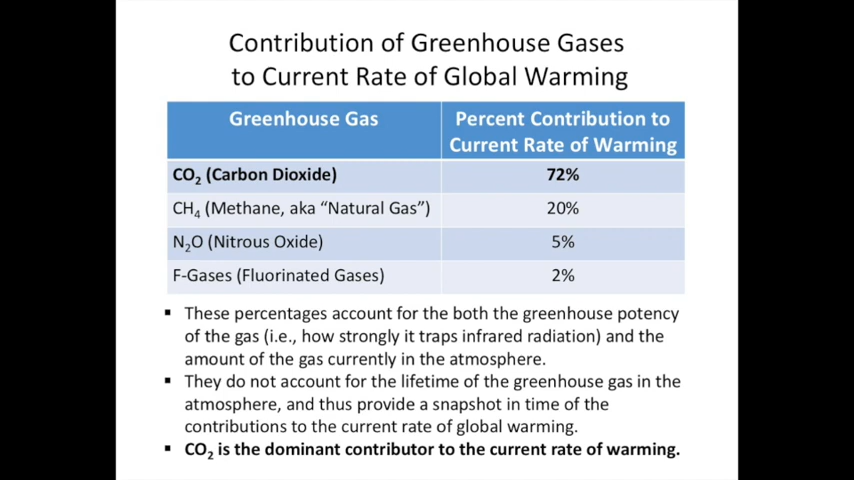 Contribution of Greenhouse Gases
to Current Rate of Global Warming
Greenhouse Gas
Percent Contribution to
Current Rate of Warming
CO₂ (Carbon Dioxide)
72%
CH₄ (Methane, aka “Natural Gas”)
20%
N₂O (Nitrous Oxide)
5%
F-Gases (Fluorinated Gases)
2%
▪ These percentages account for the both the greenhouse potency
of the gas (i.e., how strongly it traps infrared radiation) and the
amount of the gas currently in the atmosphere.
▪ They do not account for the lifetime of the greenhouse gas in the
atmosphere, and thus provide a snapshot in time of the
contributions to the current rate of global warming.
▪ CO₂ is the dominant contributor to the current rate of warming.